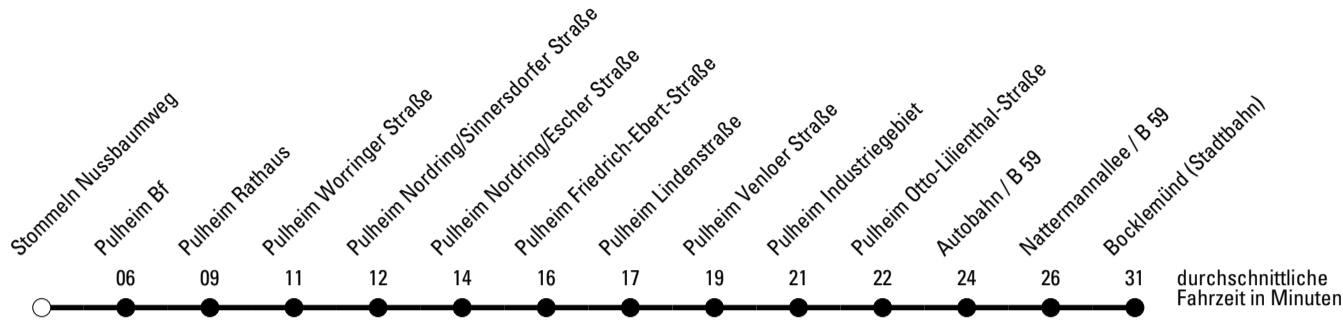 Stommeln Nussbaumweg
Pulheim Bf
Pulheim Rathaus
Pulheim Worringer Straße
Pulheim Nordring/Sinnersdorfer Straße
Pulheim Nordring/Escher Straße
Pulheim Friedrich-Ebert-Straße
Pulheim Lindenstraße
Pulheim Venloer Straße
Pulheim Industriegebiet
Pulheim Otto-Lilienthal-Straße
Autobahn / B 59
Nattermannallee / B 59
Bocklemünd (Stadtbahn)
06 09 11 12 14 16 17 19 21 22 24 26 31
durchschnittliche
Fahrzeit in Minuten